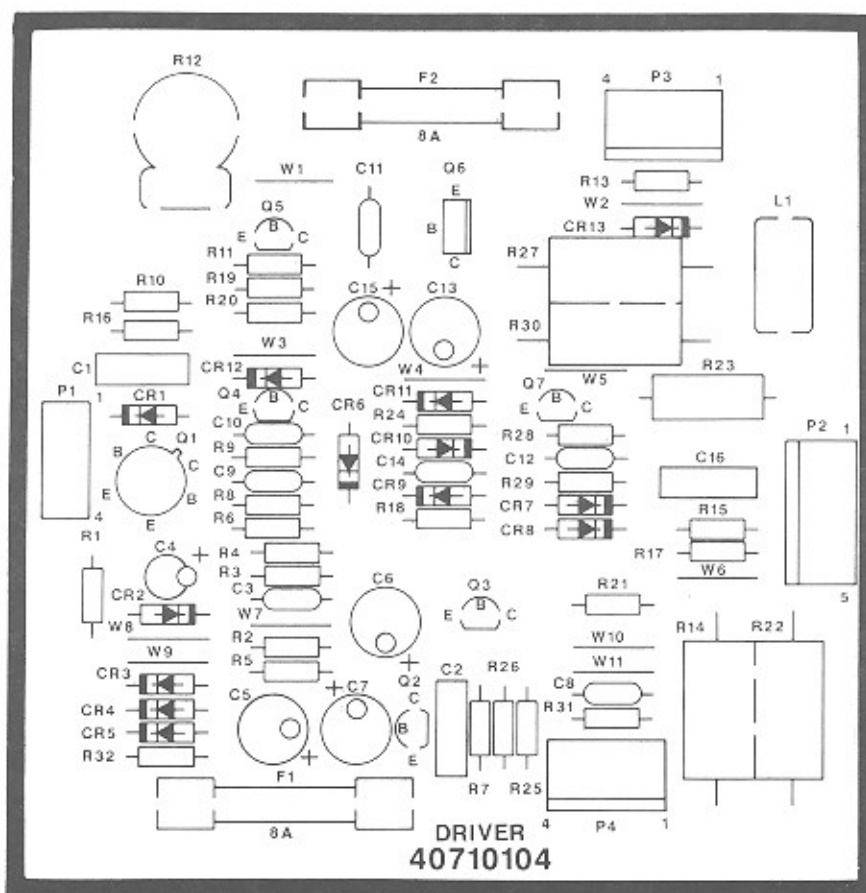 R12
F2
8A
4 P3 1
W1
C11
Q6
E
B
C
R13
W2
CR13
L1
Q5
B
E C
R11
R19
R20
R27
R30
R10
R16
C15 +
C13
+
C1
W3
CR12
W4
W5
R23
P1
1
4
CR1
Q4
B
E C
C10
R9
C9
R8
R6
CR6
CR11
R24
CR10
C14
CR9
R18
Q7
B
E C
R28
C12
R29
CR7
CR8
P2
1
5
C16
R15
R17
W6
C Q1
B C
E B
E
R1
C4 +
CR2
W8
W9
R4
R3
C3
W7
R2
R5
C6
+
Q3
B
E C
R21
W10
W11
R14 R22
CR3
CR4
CR5
R32
C5
+
+ C7
Q2
C
B
E
C2
R26
R7 R25
C8
R31
F1
8A
4 P4 1
DRIVER
40710104